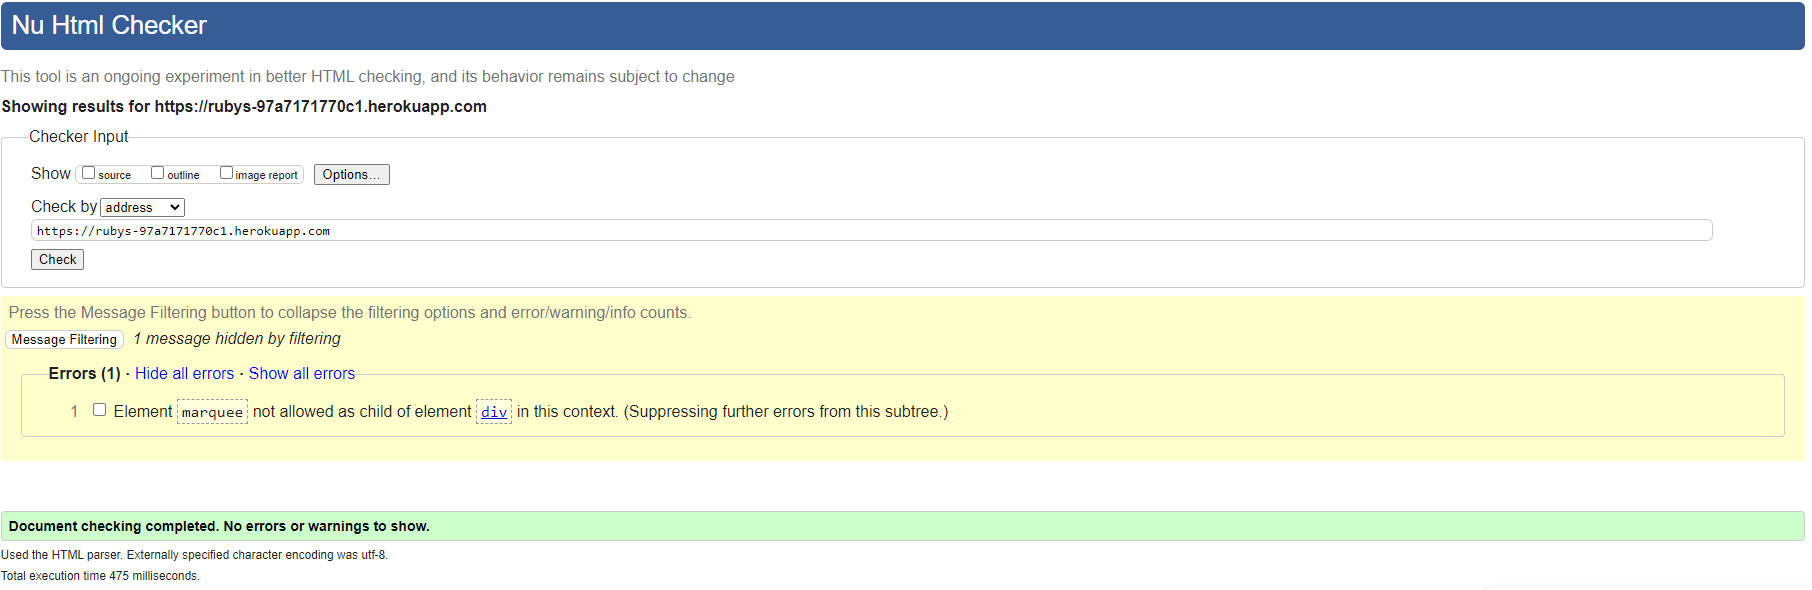 Nu Html Checker
This tool is an ongoing experiment in better HTML checking, and its behavior remains subject to change
Showing results for https://rubys-97a7171770c1.herokuapp.com
Checker Input
Show source outline image report Options...
Check by address
https://rubys-97a7171770c1.herokuapp.com
Check
Press the Message Filtering button to collapse the filtering options and error/warning/info counts.
Message Filtering 1 message hidden by filtering
Errors (1) · Hide all errors · Show all errors
1 Element marquee not allowed as child of element div in this context. (Suppressing further errors from this subtree.)
Document checking completed. No errors or warnings to show.
Used the HTML parser. Externally specified character encoding was utf-8.
Total execution time 475 milliseconds.